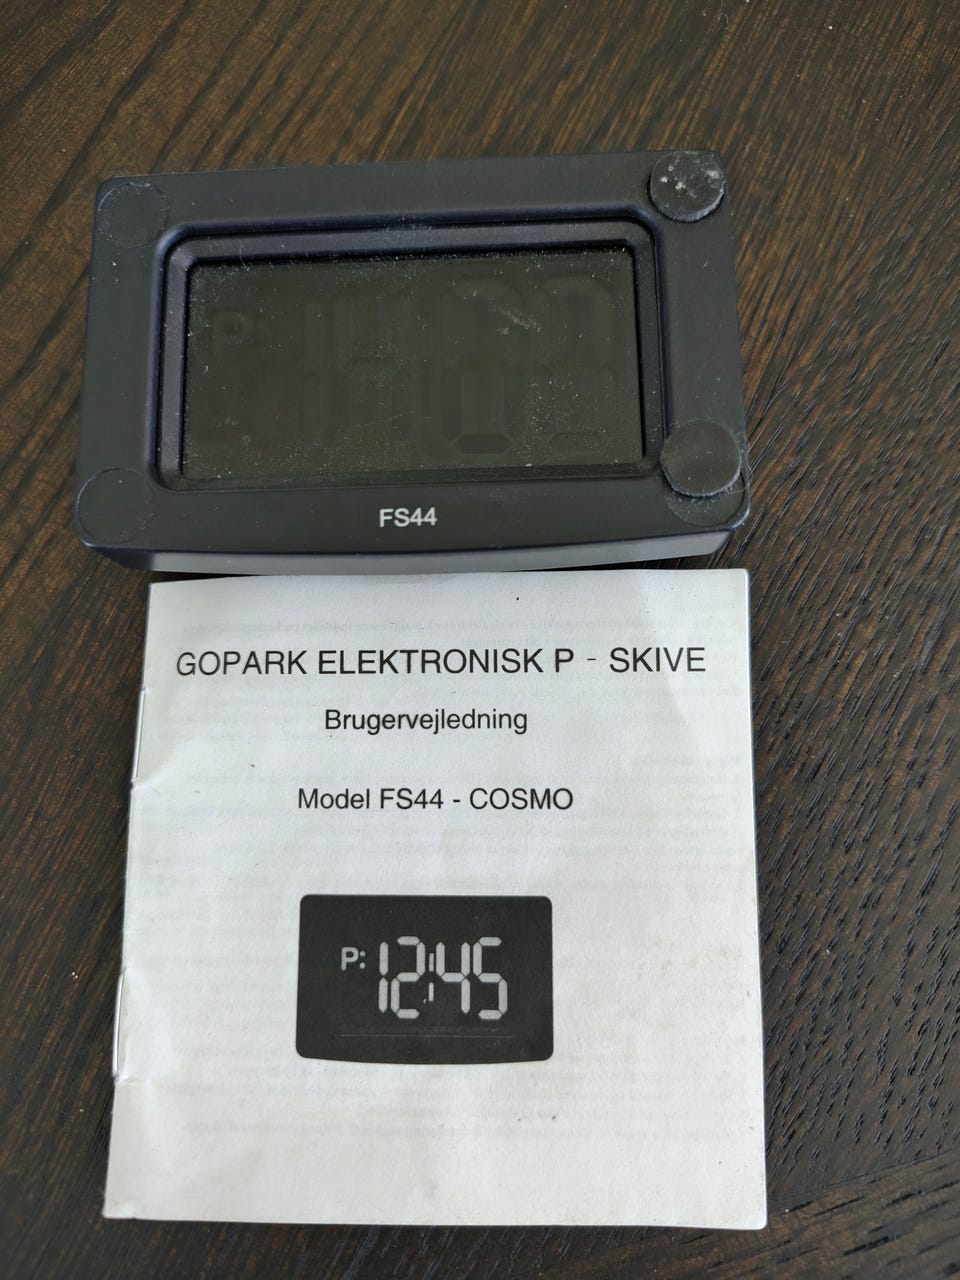 FS44
GOPARK ELEKTRONISK P - SKIVE
Brugervejledning
Model FS44 - COSMO
P: 12:45